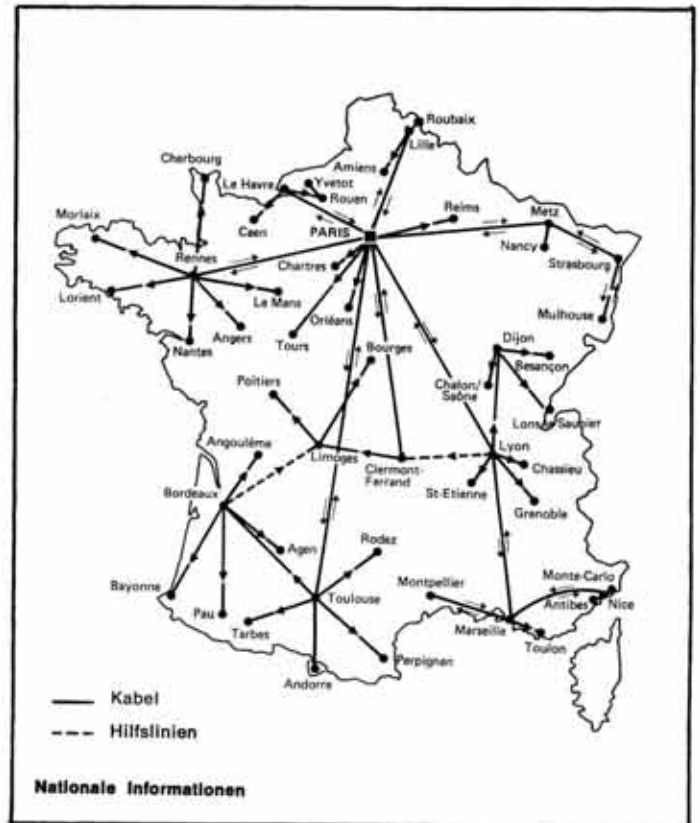 Roubaix
Lille
Cherbourg
Amiens
Le Havre
Yvetot
Rouen
Caen
Reims
Metz
Morlaix
PARIS
Rennes
Nancy
Strasbourg
Chartres
Lorient
Le Mans
Mulhouse
Orléans
Nantes
Angers
Tours
Dijon
Bourges
Besançon
Poitiers
Chalon/
Saône
Lons-le-Saunier
Angoulême
Limoges
Clermont-
Ferrand
Lyon
Chassieu
St-Etienne
Grenoble
Bordeaux
Agen
Rodez
Bayonne
Montpellier
Monte-Carlo
Toulouse
Antibes
Nice
Pau
Tarbes
Marseille
Toulon
Perpignan
Andorre
Kabel
Hilfslinien
Nationale Informationen